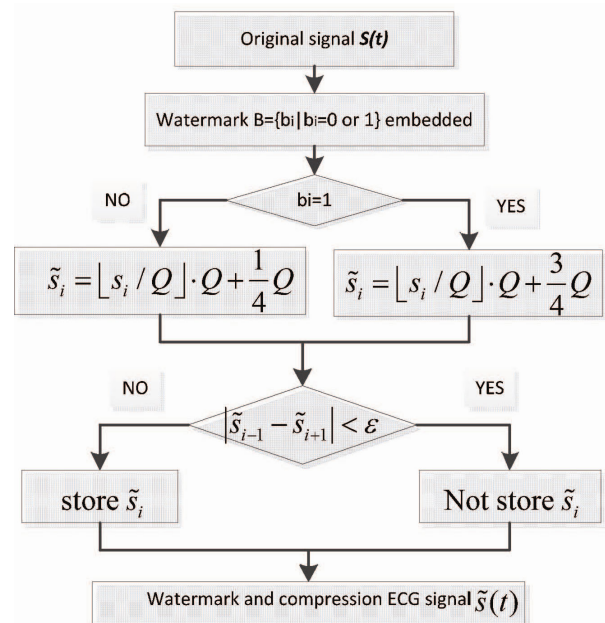 Original signal S(t)
Watermark B={bi|bi=0 or 1} embedded
bi=1
NO
YES
s̃ᵢ = ⌊sᵢ / Q⌋·Q + 1/4 Q
s̃ᵢ = ⌊sᵢ / Q⌋·Q + 3/4 Q
NO
YES
|s̃ᵢ₋₁ − s̃ᵢ₊₁| < ε
store s̃ᵢ
Not store s̃ᵢ
Watermark and compression ECG signal s̃(t)